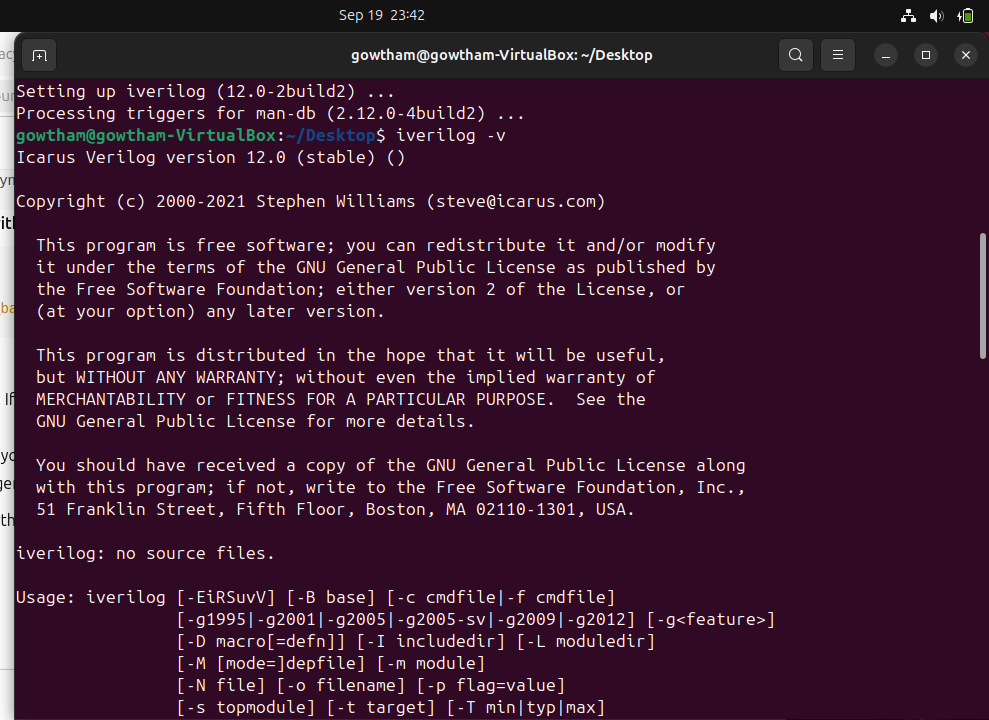 Sep 19 23:42
gowtham@gowtham-VirtualBox: ~/Desktop
Setting up iverilog (12.0-2build2) ...
Processing triggers for man-db (2.12.0-4build2) ...
gowtham@gowtham-VirtualBox:~/Desktop$ iverilog -v
Icarus Verilog version 12.0 (stable) ()
Copyright (c) 2000-2021 Stephen Williams (steve@icarus.com)
This program is free software; you can redistribute it and/or modify
it under the terms of the GNU General Public License as published by
the Free Software Foundation; either version 2 of the License, or
(at your option) any later version.
This program is distributed in the hope that it will be useful,
but WITHOUT ANY WARRANTY; without even the implied warranty of
MERCHANTABILITY or FITNESS FOR A PARTICULAR PURPOSE.  See the
GNU General Public License for more details.
You should have received a copy of the GNU General Public License along
with this program; if not, write to the Free Software Foundation, Inc.,
51 Franklin Street, Fifth Floor, Boston, MA 02110-1301, USA.
iverilog: no source files.
Usage: iverilog [-EiRSuvV] [-B base] [-c cmdfile|-f cmdfile]
[-g1995|-g2001|-g2005|-g2005-sv|-g2009|-g2012] [-g<feature>]
[-D macro[=defn]] [-I includedir] [-L moduledir]
[-M [mode=]depfile] [-m module]
[-N file] [-o filename] [-p flag=value]
[-s topmodule] [-t target] [-T min|typ|max]